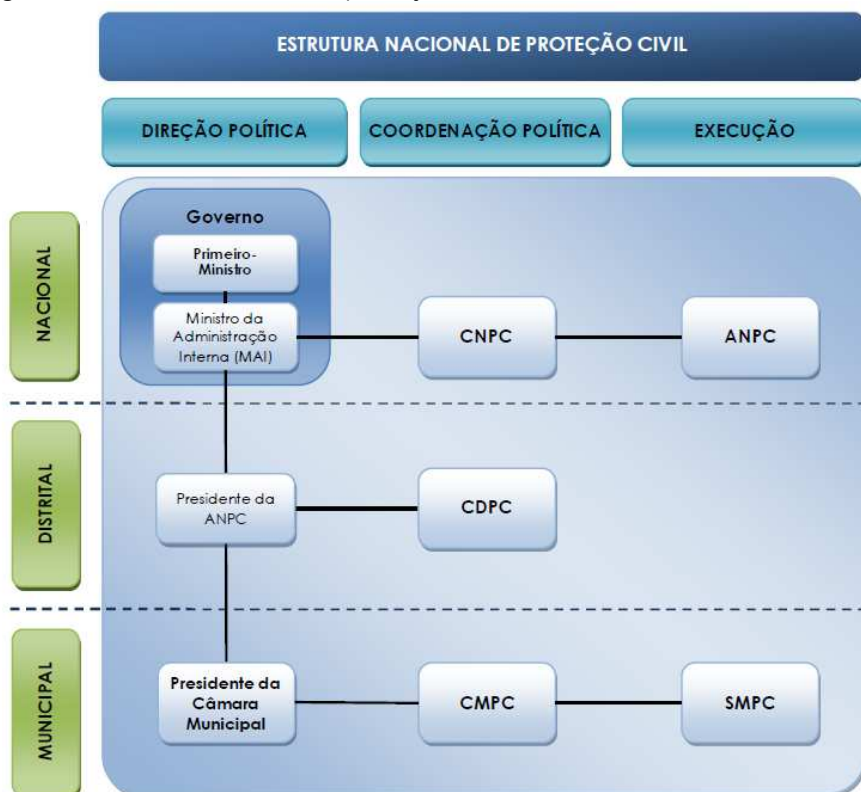 ESTRUTURA NACIONAL DE PROTEÇÃO CIVIL
DIREÇÃO POLÍTICA
COORDENAÇÃO POLÍTICA
EXECUÇÃO
NACIONAL
Governo
Primeiro-
Ministro
Ministro da
Administração
Interna (MAI)
CNPC
ANPC
DISTRITAL
Presidente da
ANPC
CDPC
MUNICIPAL
Presidente da
Câmara
Municipal
CMPC
SMPC